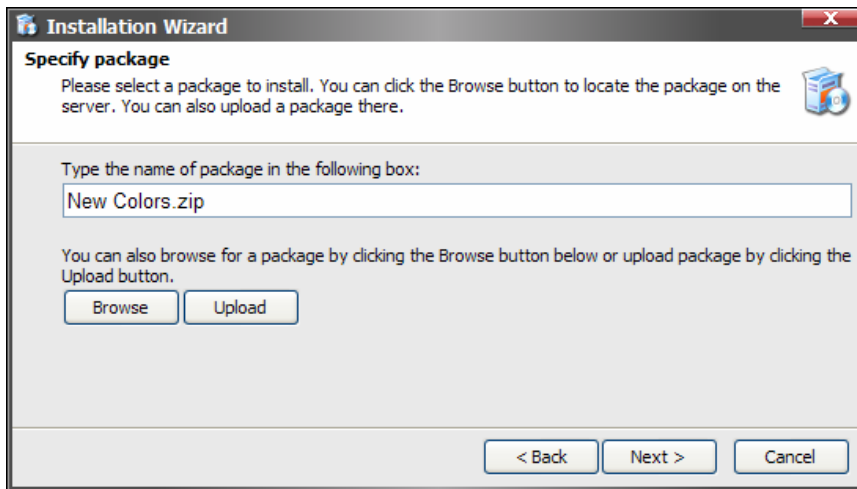 Installation Wizard
X
Specify package
Please select a package to install. You can click the Browse button to locate the package on the
server. You can also upload a package there.
Type the name of package in the following box:
New Colors.zip
You can also browse for a package by clicking the Browse button below or upload package by clicking the
Upload button.
Browse Upload
< Back Next > Cancel